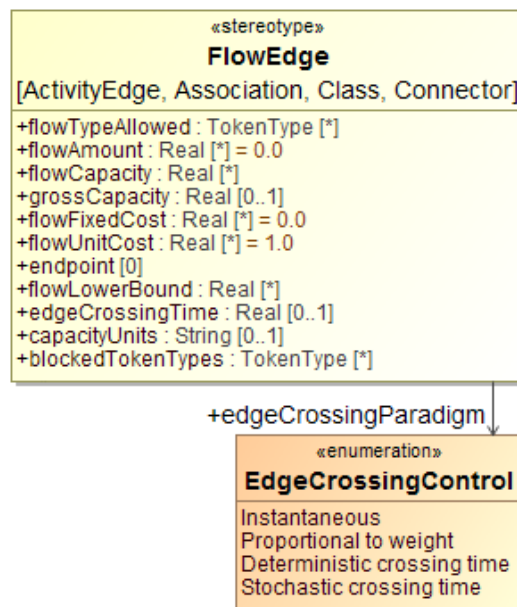 «stereotype»
FlowEdge
[ActivityEdge, Association, Class, Connector]
+flowTypeAllowed : TokenType [*]
+flowAmount : Real [*] = 0.0
+flowCapacity : Real [*]
+grossCapacity : Real [0..1]
+flowFixedCost : Real [*] = 0.0
+flowUnitCost : Real [*] = 1.0
+endpoint [0]
+flowLowerBound : Real [*]
+edgeCrossingTime : Real [0..1]
+capacityUnits : String [0..1]
+blockedTokenTypes : TokenType [*]
+edgeCrossingParadigm
«enumeration»
EdgeCrossingControl
Instantaneous
Proportional to weight
Deterministic crossing time
Stochastic crossing time